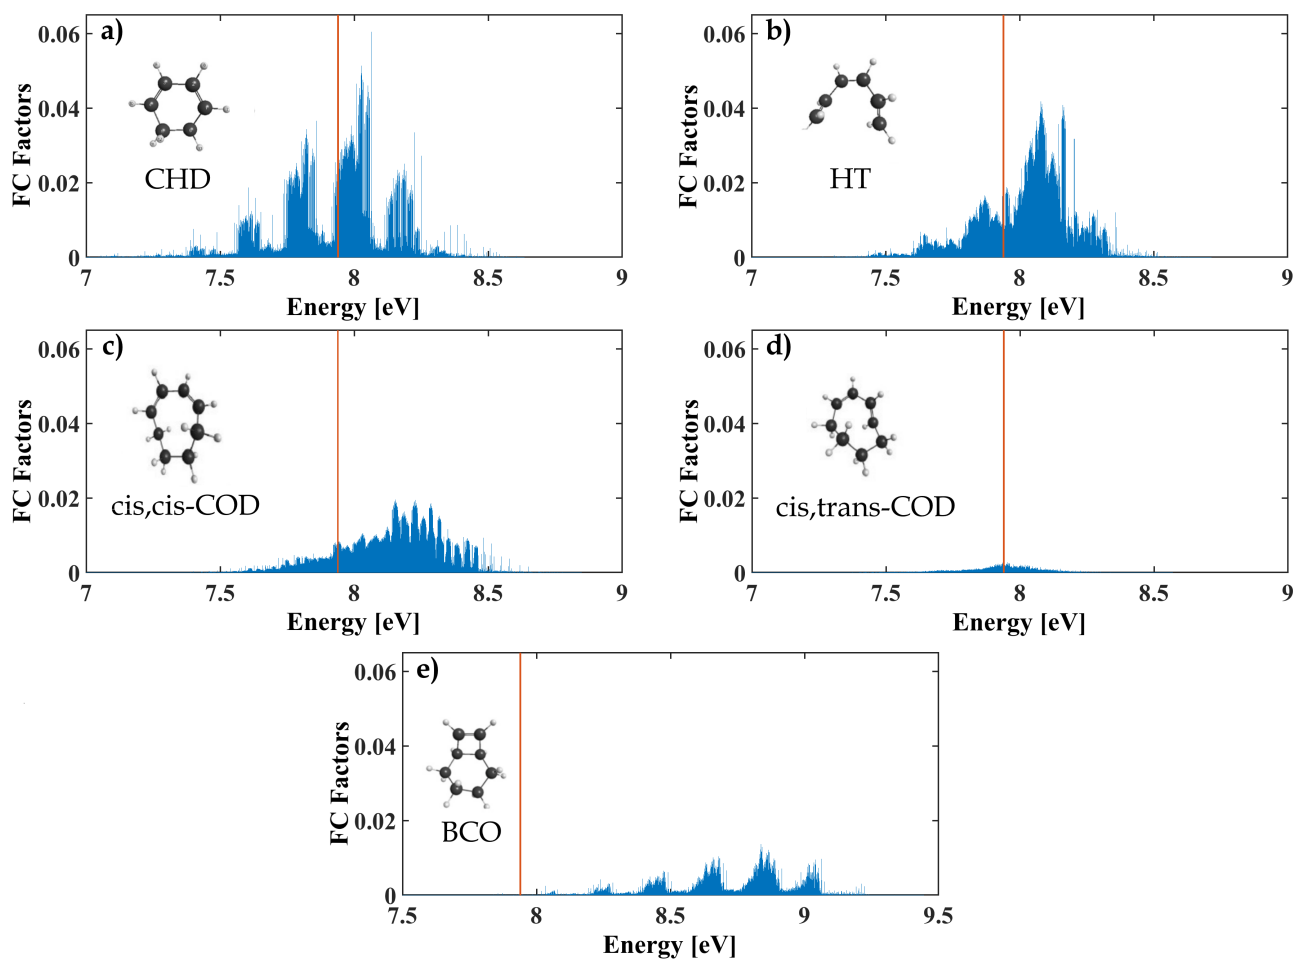 a)
0.06
0.04
0.02
0
FC Factors
CHD
7 7.5 8 8.5 9
Energy [eV]
b)
0.06
0.04
0.02
0
FC Factors
HT
7 7.5 8 8.5 9
Energy [eV]
c)
0.06
0.04
0.02
0
FC Factors
cis,cis-COD
7 7.5 8 8.5 9
Energy [eV]
d)
0.06
0.04
0.02
0
FC Factors
cis,trans-COD
7 7.5 8 8.5 9
Energy [eV]
e)
0.06
0.04
0.02
0
FC Factors
BCO
7.5 8 8.5 9 9.5
Energy [eV]